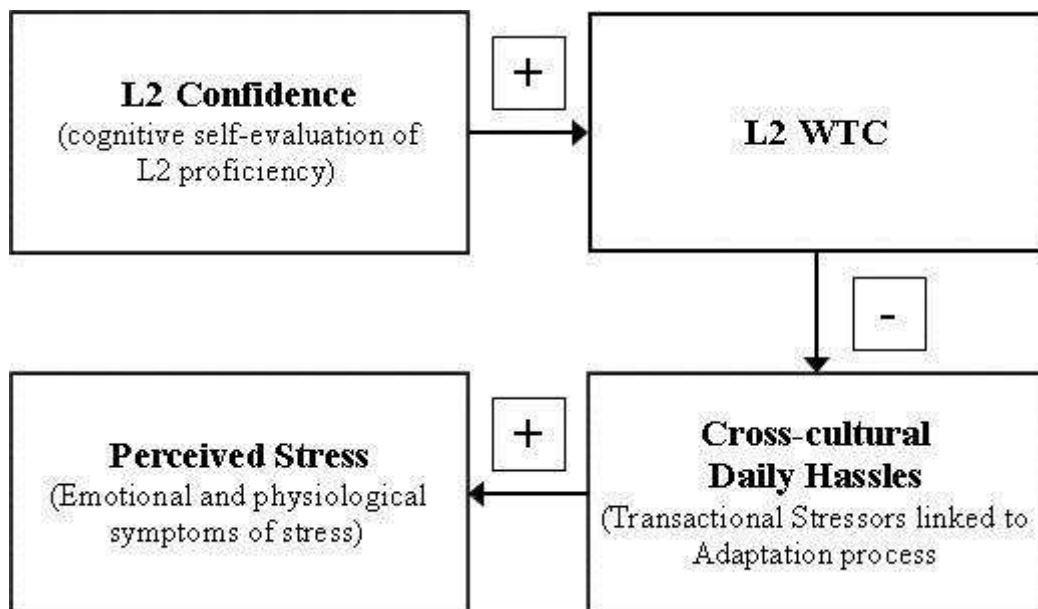 L2 Confidence
(cognitive self-evaluation of
L2 proficiency)
+
L2 WTC
-
Perceived Stress
(Emotional and physiological
symptoms of stress)
+
Cross-cultural
Daily Hassles
(Transactional Stressors linked to
Adaptation process